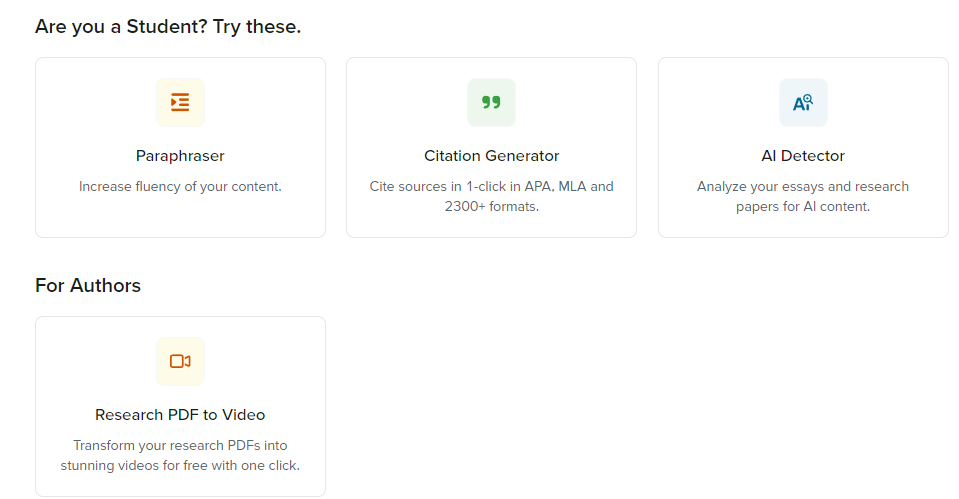 Are you a Student? Try these.
Paraphraser
Increase fluency of your content.
Citation Generator
Cite sources in 1-click in APA, MLA and
2300+ formats.
AI Detector
Analyze your essays and research
papers for AI content.
For Authors
Research PDF to Video
Transform your research PDFs into
stunning videos for free with one click.